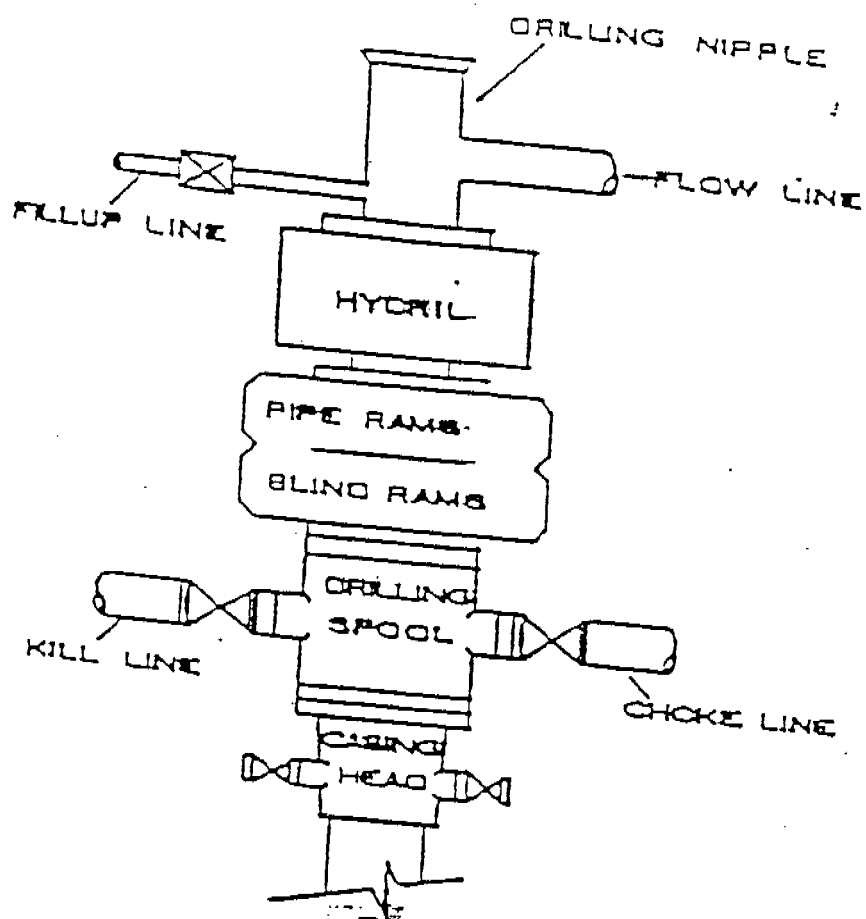 DRILLING NIPPLE
FLOW LINE
FILLUP LINE
HYDRIL
PIPE RAMS
BLIND RAMS
DRILLING
SPOOL
KILL LINE
CHOKE LINE
CASING
HEAD